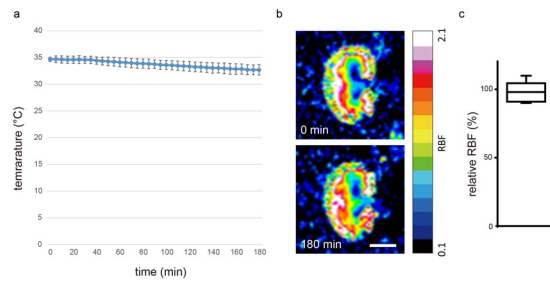 a
40
35
30
25
20
15
10
5
0
temrarature (°C)
0 20 40 60 80 100 120 140 160 180
time (min)
b
0 min
180 min
2.1
RBF
0.1
c
100
50
0
relative RBF (%)